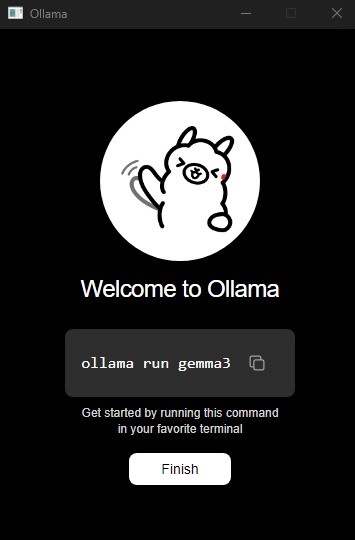 Ollama
Welcome to Ollama
ollama run gemma3
Get started by running this command
in your favorite terminal
Finish